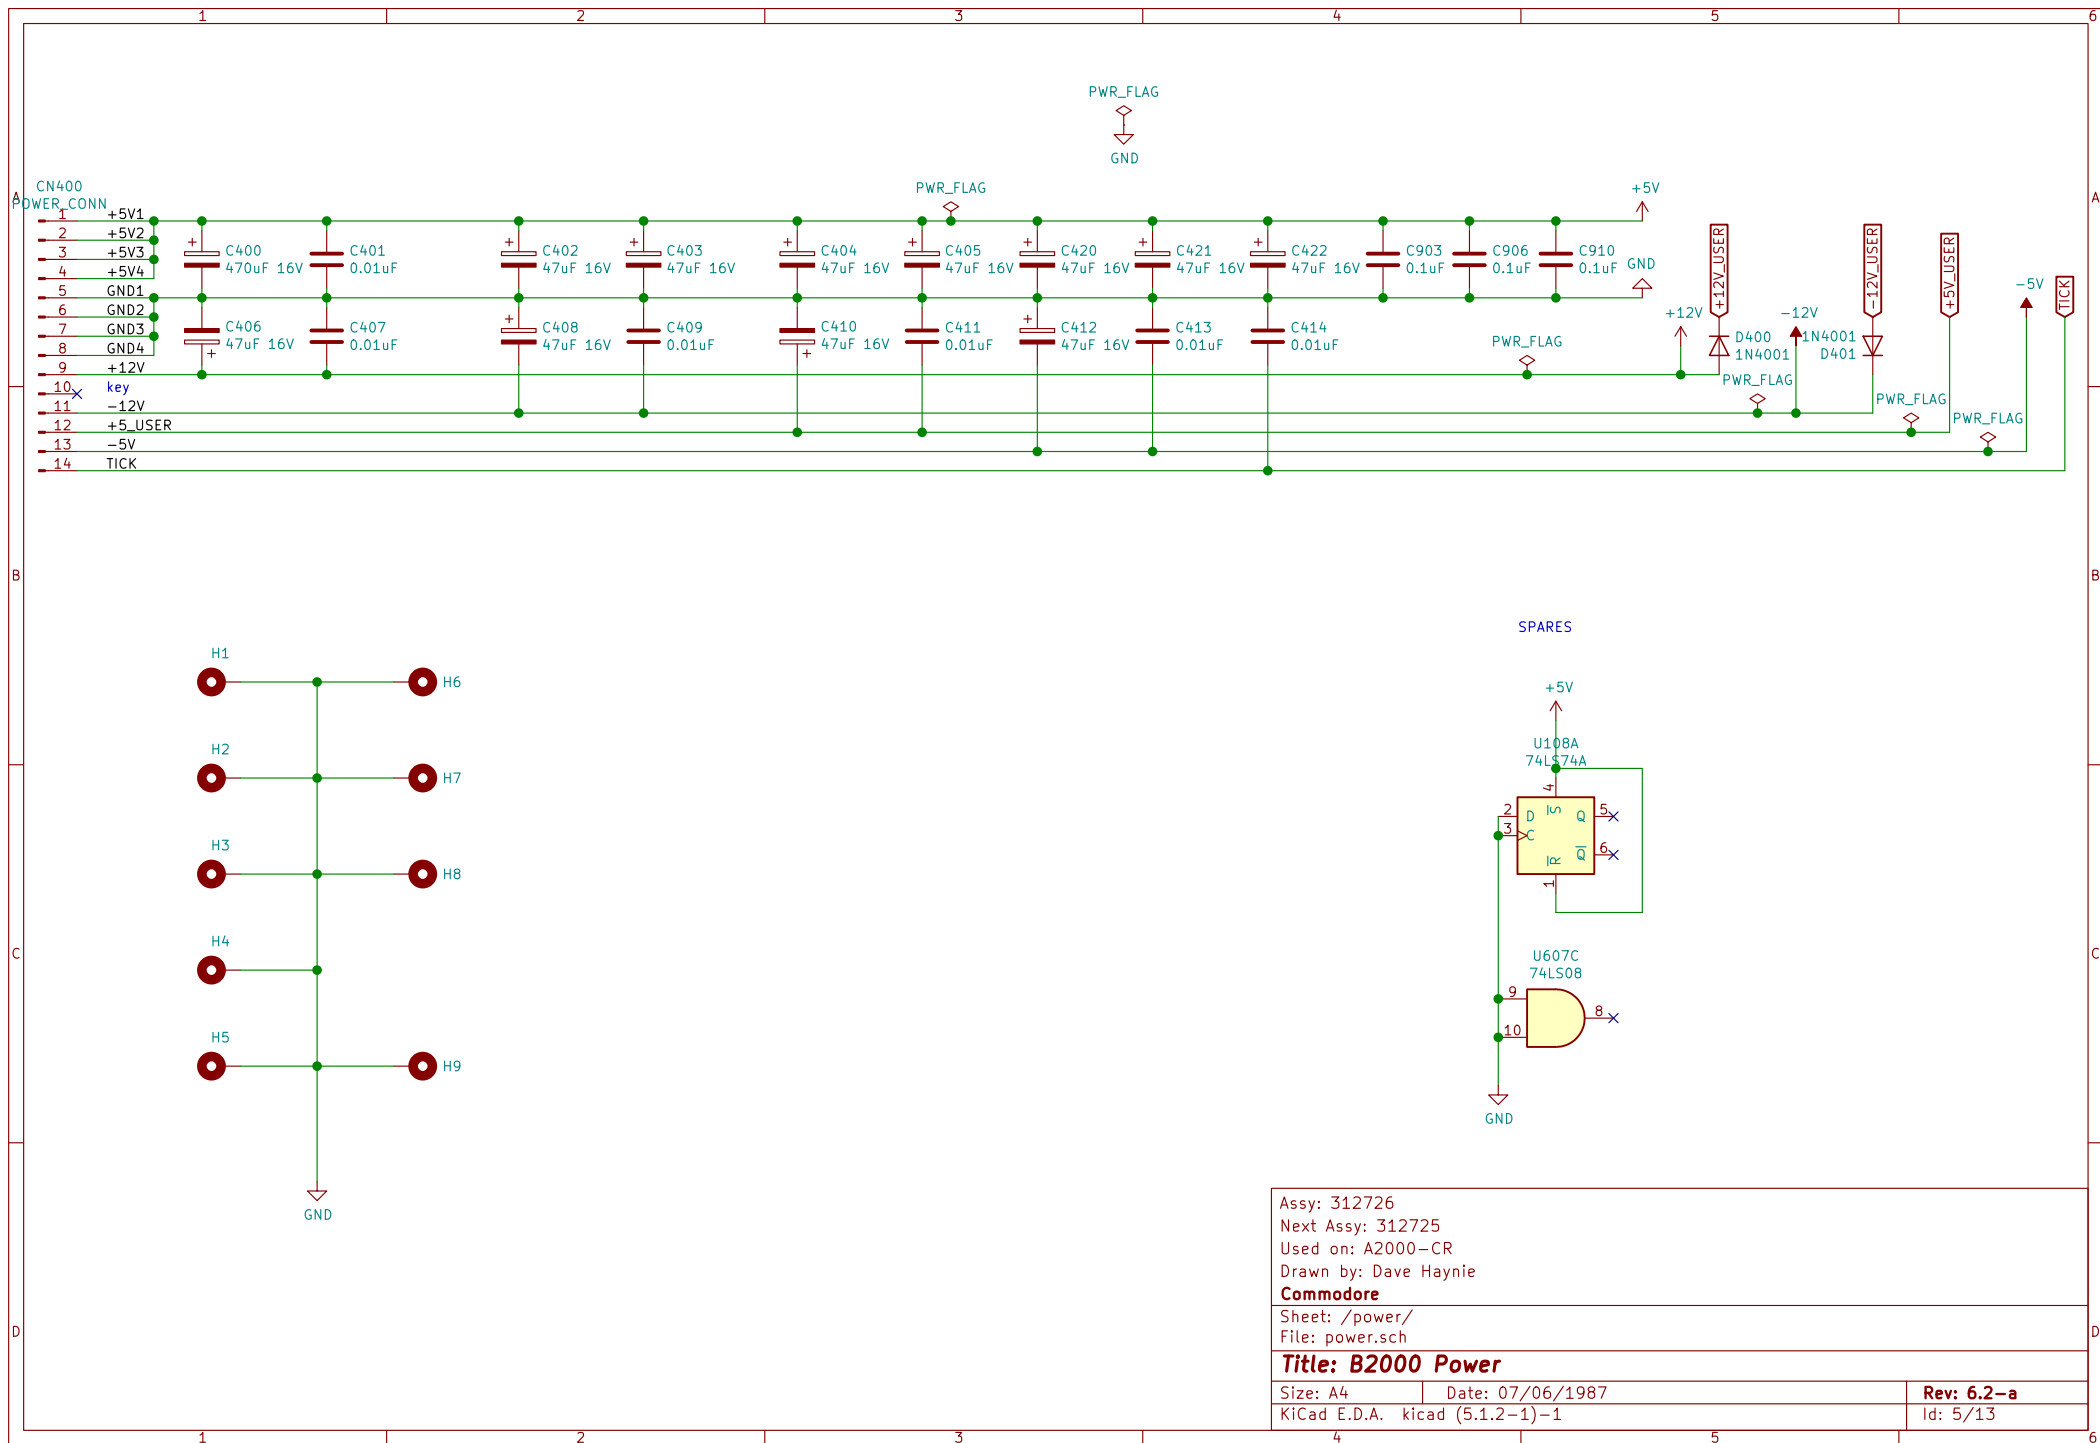 1 2 3 4 5 6
A A
B B
C C
D D
PWR_FLAG
GND
CN400
POWER_CONN
1 +5V1
2 +5V2
3 +5V3
4 +5V4
5 GND1
6 GND2
7 GND3
8 GND4
9 +12V
10 key
11 -12V
12 +5_USER
13 -5V
14 TICK
PWR_FLAG
+5V
+ C400
470uF 16V
C401
0.01uF
+ C402
47uF 16V
+ C403
47uF 16V
+ C404
47uF 16V
+ C405
47uF 16V
+ C420
47uF 16V
+ C421
47uF 16V
+ C422
47uF 16V
C903
0.1uF
C906
0.1uF
C910
0.1uF
GND
C406
47uF 16V
+
C407
0.01uF
+ C408
47uF 16V
C409
0.01uF
C410
47uF 16V
+
C411
0.01uF
+ C412
47uF 16V
C413
0.01uF
C414
0.01uF
PWR_FLAG
+12V
+12V_USER
D400
1N4001
PWR_FLAG
-12V
-12V_USER
1N4001
D401
+5V_USER
PWR_FLAG
PWR_FLAG
-5V
TICK
H1
H6
H2
H7
H3
H8
H4
H5
H9
GND
SPARES
+5V
U108A
74LS74A
4
S
2 D
Q 5
3 C
Q 6
R
1
U607C
74LS08
9
8
10
GND
Assy: 312726
Next Assy: 312725
Used on: A2000-CR
Drawn by: Dave Haynie
Commodore
Sheet: /power/
File: power.sch
Title: B2000 Power
Size: A4 Date: 07/06/1987 Rev: 6.2-a
KiCad E.D.A. kicad (5.1.2-1)-1 Id: 5/13
1 2 3 4 5 6